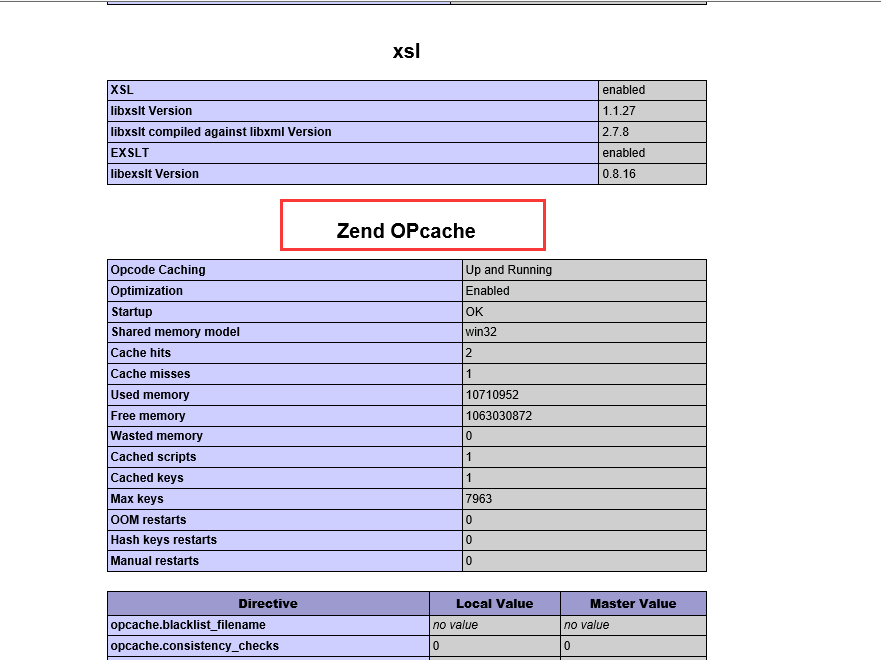 xsl
XSL enabled
libxslt Version 1.1.27
libxslt compiled against libxml Version 2.7.8
EXSLT enabled
libexslt Version 0.8.16
Zend OPcache
Opcode Caching Up and Running
Optimization Enabled
Startup OK
Shared memory model win32
Cache hits 2
Cache misses 1
Used memory 10710952
Free memory 1063030872
Wasted memory 0
Cached scripts 1
Cached keys 1
Max keys 7963
OOM restarts 0
Hash keys restarts 0
Manual restarts 0
Directive Local Value Master Value
opcache.blacklist_filename no value no value
opcache.consistency_checks 0 0